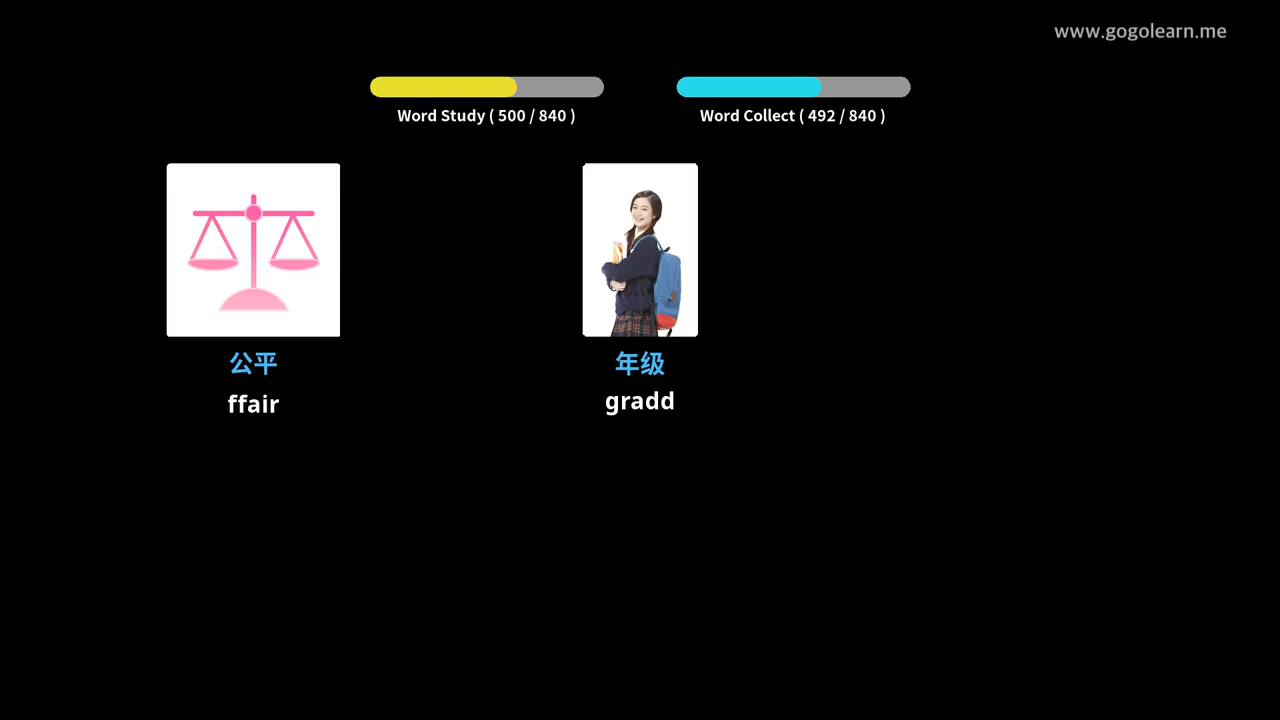 www.gogolearn.me
Word Study ( 500 / 840 )
Word Collect ( 492 / 840 )
公平
年级
ffair
gradd